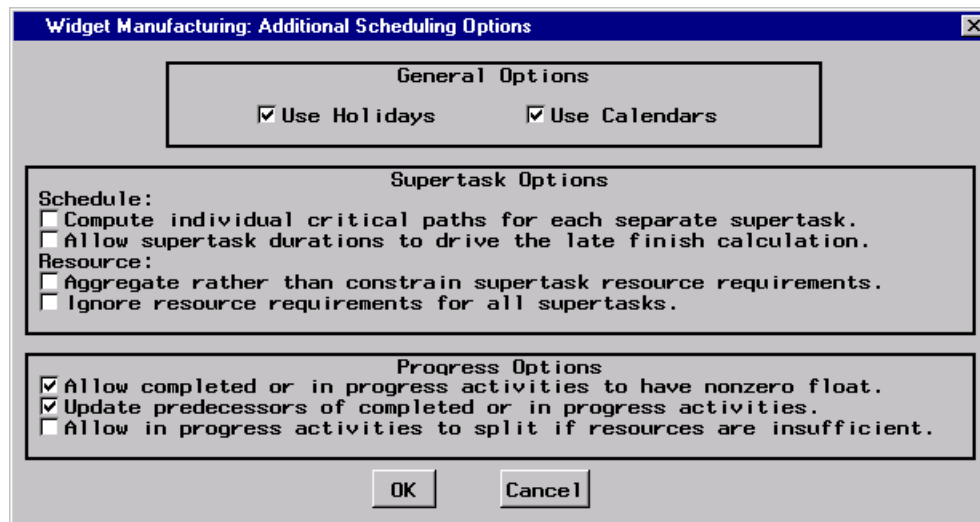 Widget Manufacturing: Additional Scheduling Options
General Options
Use Holidays Use Calendars
Supertask Options
Schedule:
Compute individual critical paths for each separate supertask.
Allow supertask durations to drive the late finish calculation.
Resource:
Aggregate rather than constrain supertask resource requirements.
Ignore resource requirements for all supertasks.
Progress Options
Allow completed or in progress activities to have nonzero float.
Update predecessors of completed or in progress activities.
Allow in progress activities to split if resources are insufficient.
OK Cancel